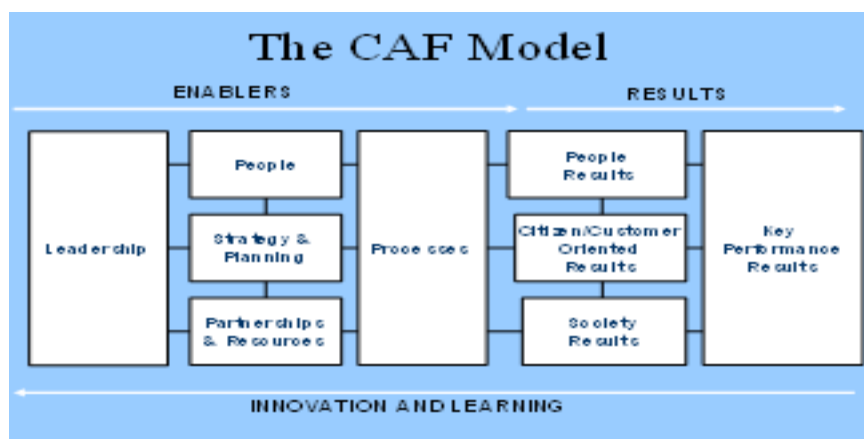 The CAF Model
ENABLERS
RESULTS
Leadership
People
Strategy &
Planning
Partnerships
& Resources
Processes
People
Results
Citizen/Customer
Oriented
Results
Society
Results
Key
Performance
Results
INNOVATION AND LEARNING